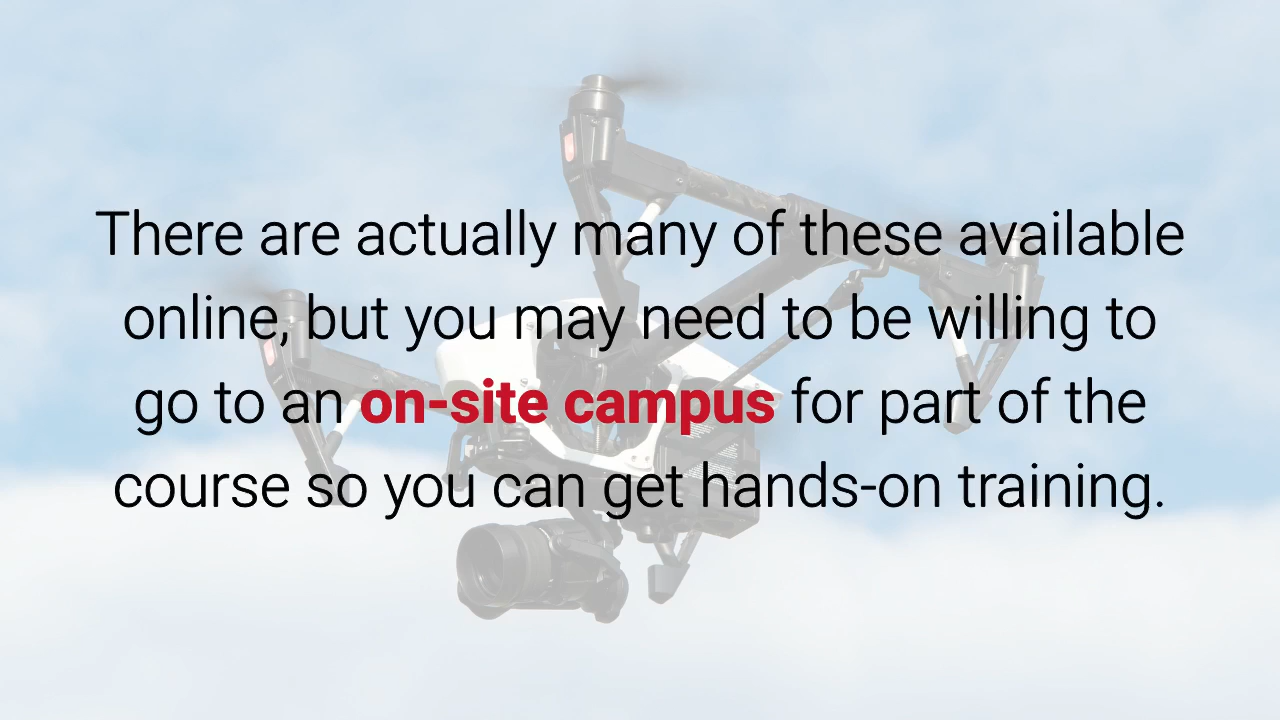 There are actually many of these available
online, but you may need to be willing to
go to an on-site campus for part of the
course so you can get hands-on training.